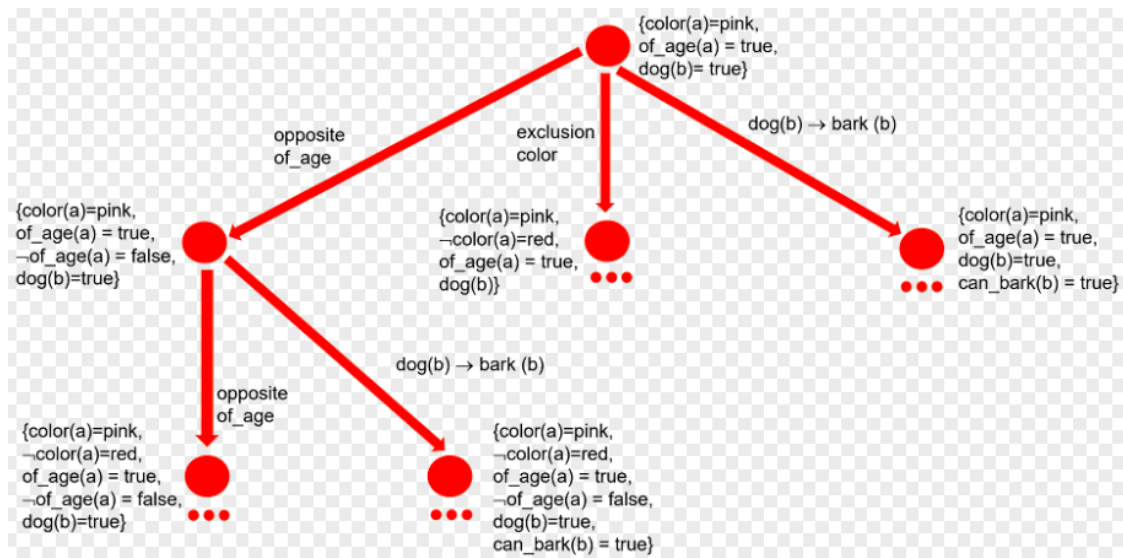 {color(a)=pink,
of_age(a) = true,
dog(b)= true}
opposite
of_age
exclusion
color
dog(b) → bark (b)
{color(a)=pink,
of_age(a) = true,
¬of_age(a) = false,
dog(b)=true}
{color(a)=pink,
¬color(a)=red,
of_age(a) = true,
dog(b)}
{color(a)=pink,
of_age(a) = true,
dog(b)=true,
can_bark(b) = true}
opposite
of_age
dog(b) → bark (b)
{color(a)=pink,
¬color(a)=red,
of_age(a) = true,
¬of_age(a) = false,
dog(b)=true}
{color(a)=pink,
¬color(a)=red,
of_age(a) = true,
¬of_age(a) = false,
dog(b)=true,
can_bark(b) = true}